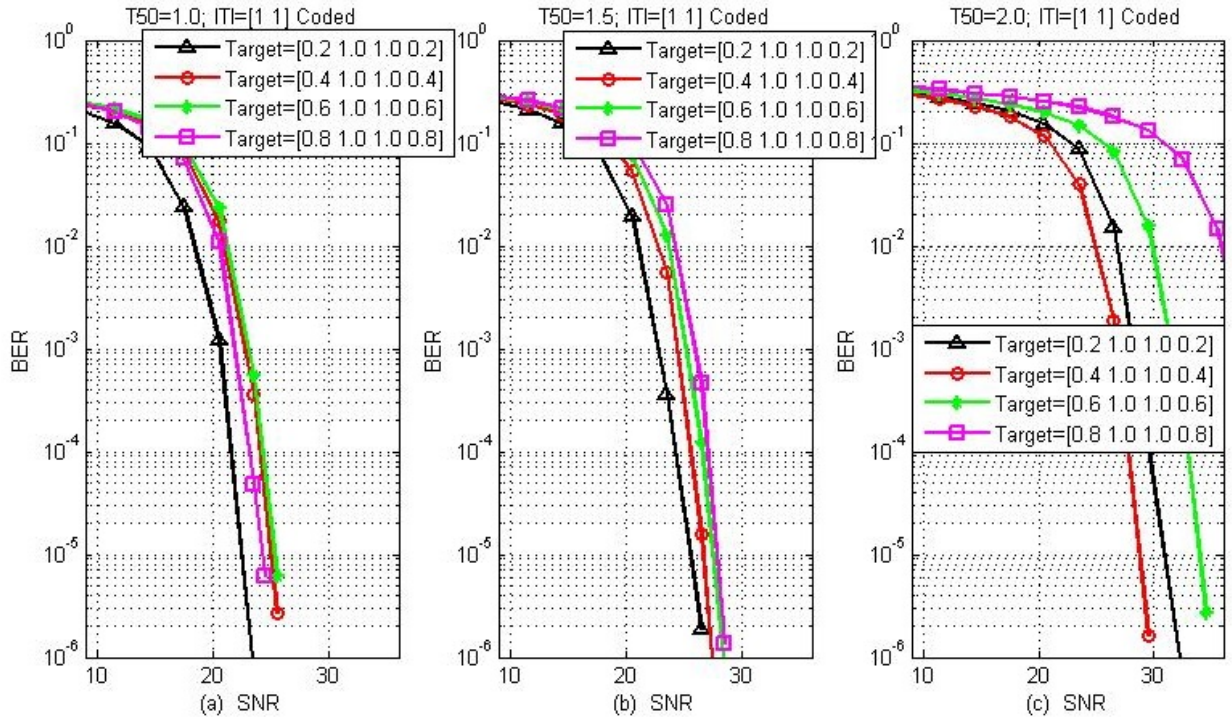 T50=1.0; ITI=[1 1] Coded
10^0
10^-1
10^-2
10^-3
10^-4
10^-5
10^-6
BER
Target=[0.2 1.0 1.0 0.2]
Target=[0.4 1.0 1.0 0.4]
Target=[0.6 1.0 1.0 0.6]
Target=[0.8 1.0 1.0 0.8]
10 20 30
(a) SNR
T50=1.5; ITI=[1 1] Coded
10^0
10^-1
10^-2
10^-3
10^-4
10^-5
10^-6
BER
Target=[0.2 1.0 1.0 0.2]
Target=[0.4 1.0 1.0 0.4]
Target=[0.6 1.0 1.0 0.6]
Target=[0.8 1.0 1.0 0.8]
10 20 30
(b) SNR
T50=2.0; ITI=[1 1] Coded
10^0
10^-1
10^-2
10^-3
10^-4
10^-5
10^-6
BER
Target=[0.2 1.0 1.0 0.2]
Target=[0.4 1.0 1.0 0.4]
Target=[0.6 1.0 1.0 0.6]
Target=[0.8 1.0 1.0 0.8]
10 20 30
(c) SNR